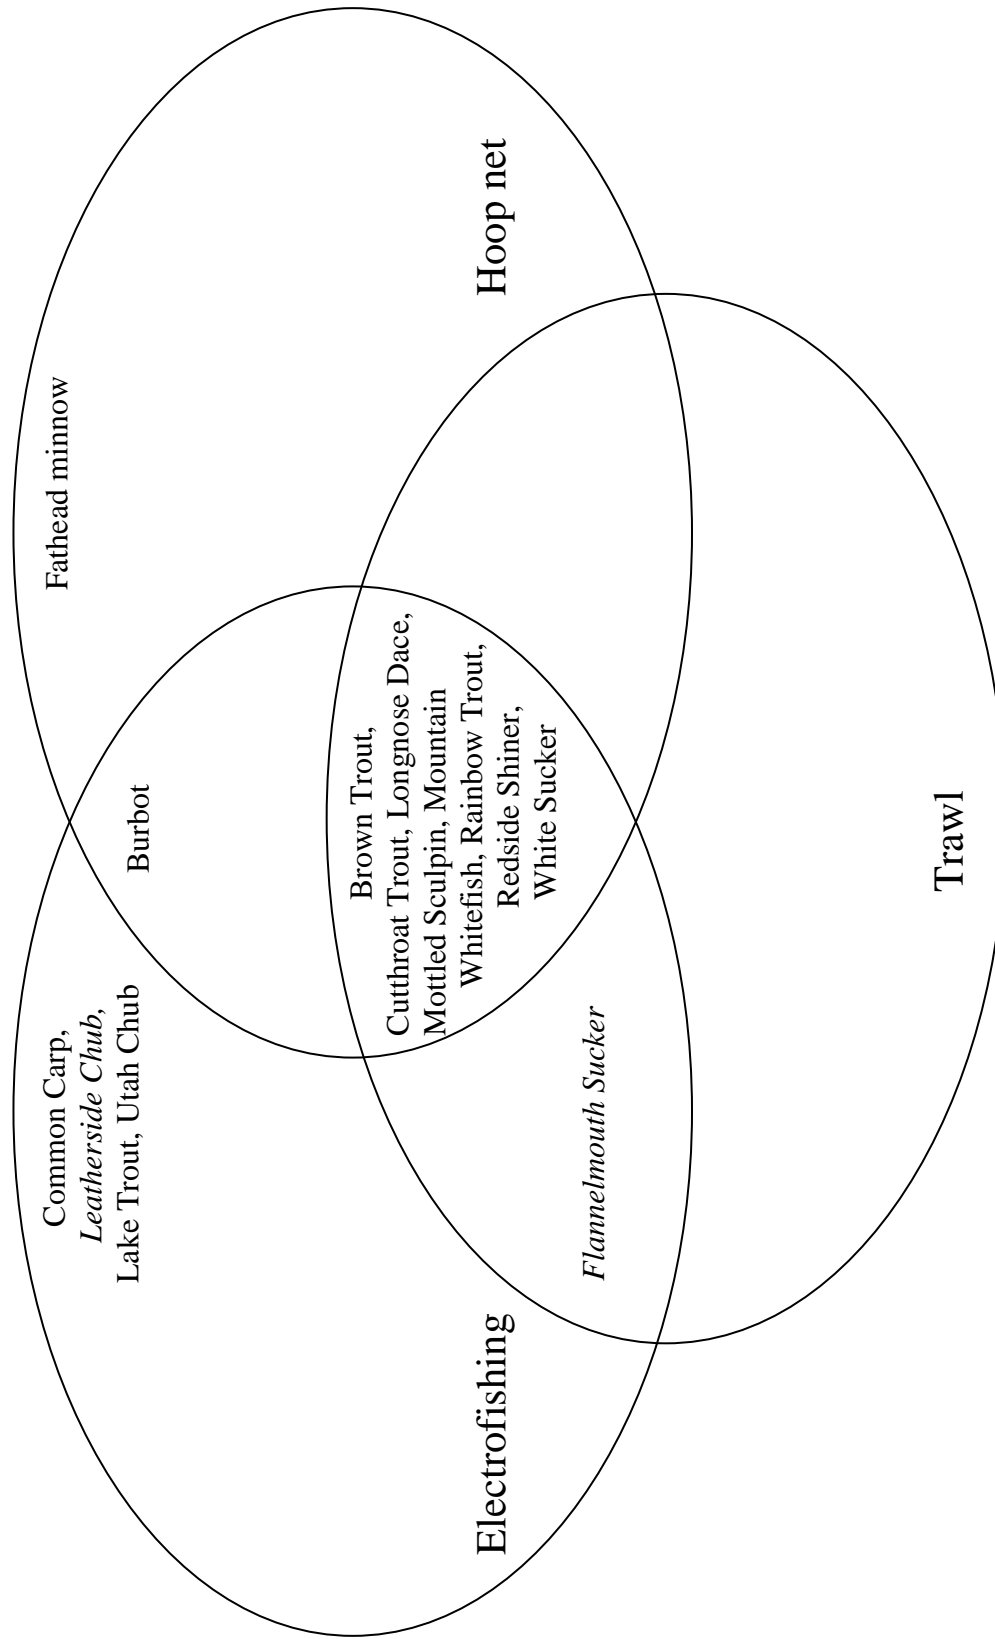 Common Carp,
Leatherside Chub,
Lake Trout, Utah Chub
Burbot
Fathead minnow
Brown Trout,
Cutthroat Trout, Longnose Dace,
Mottled Sculpin, Mountain
Whitefish, Rainbow Trout,
Redside Shiner,
White Sucker
Electrofishing
Hoop net
Flannelmouth Sucker
Trawl